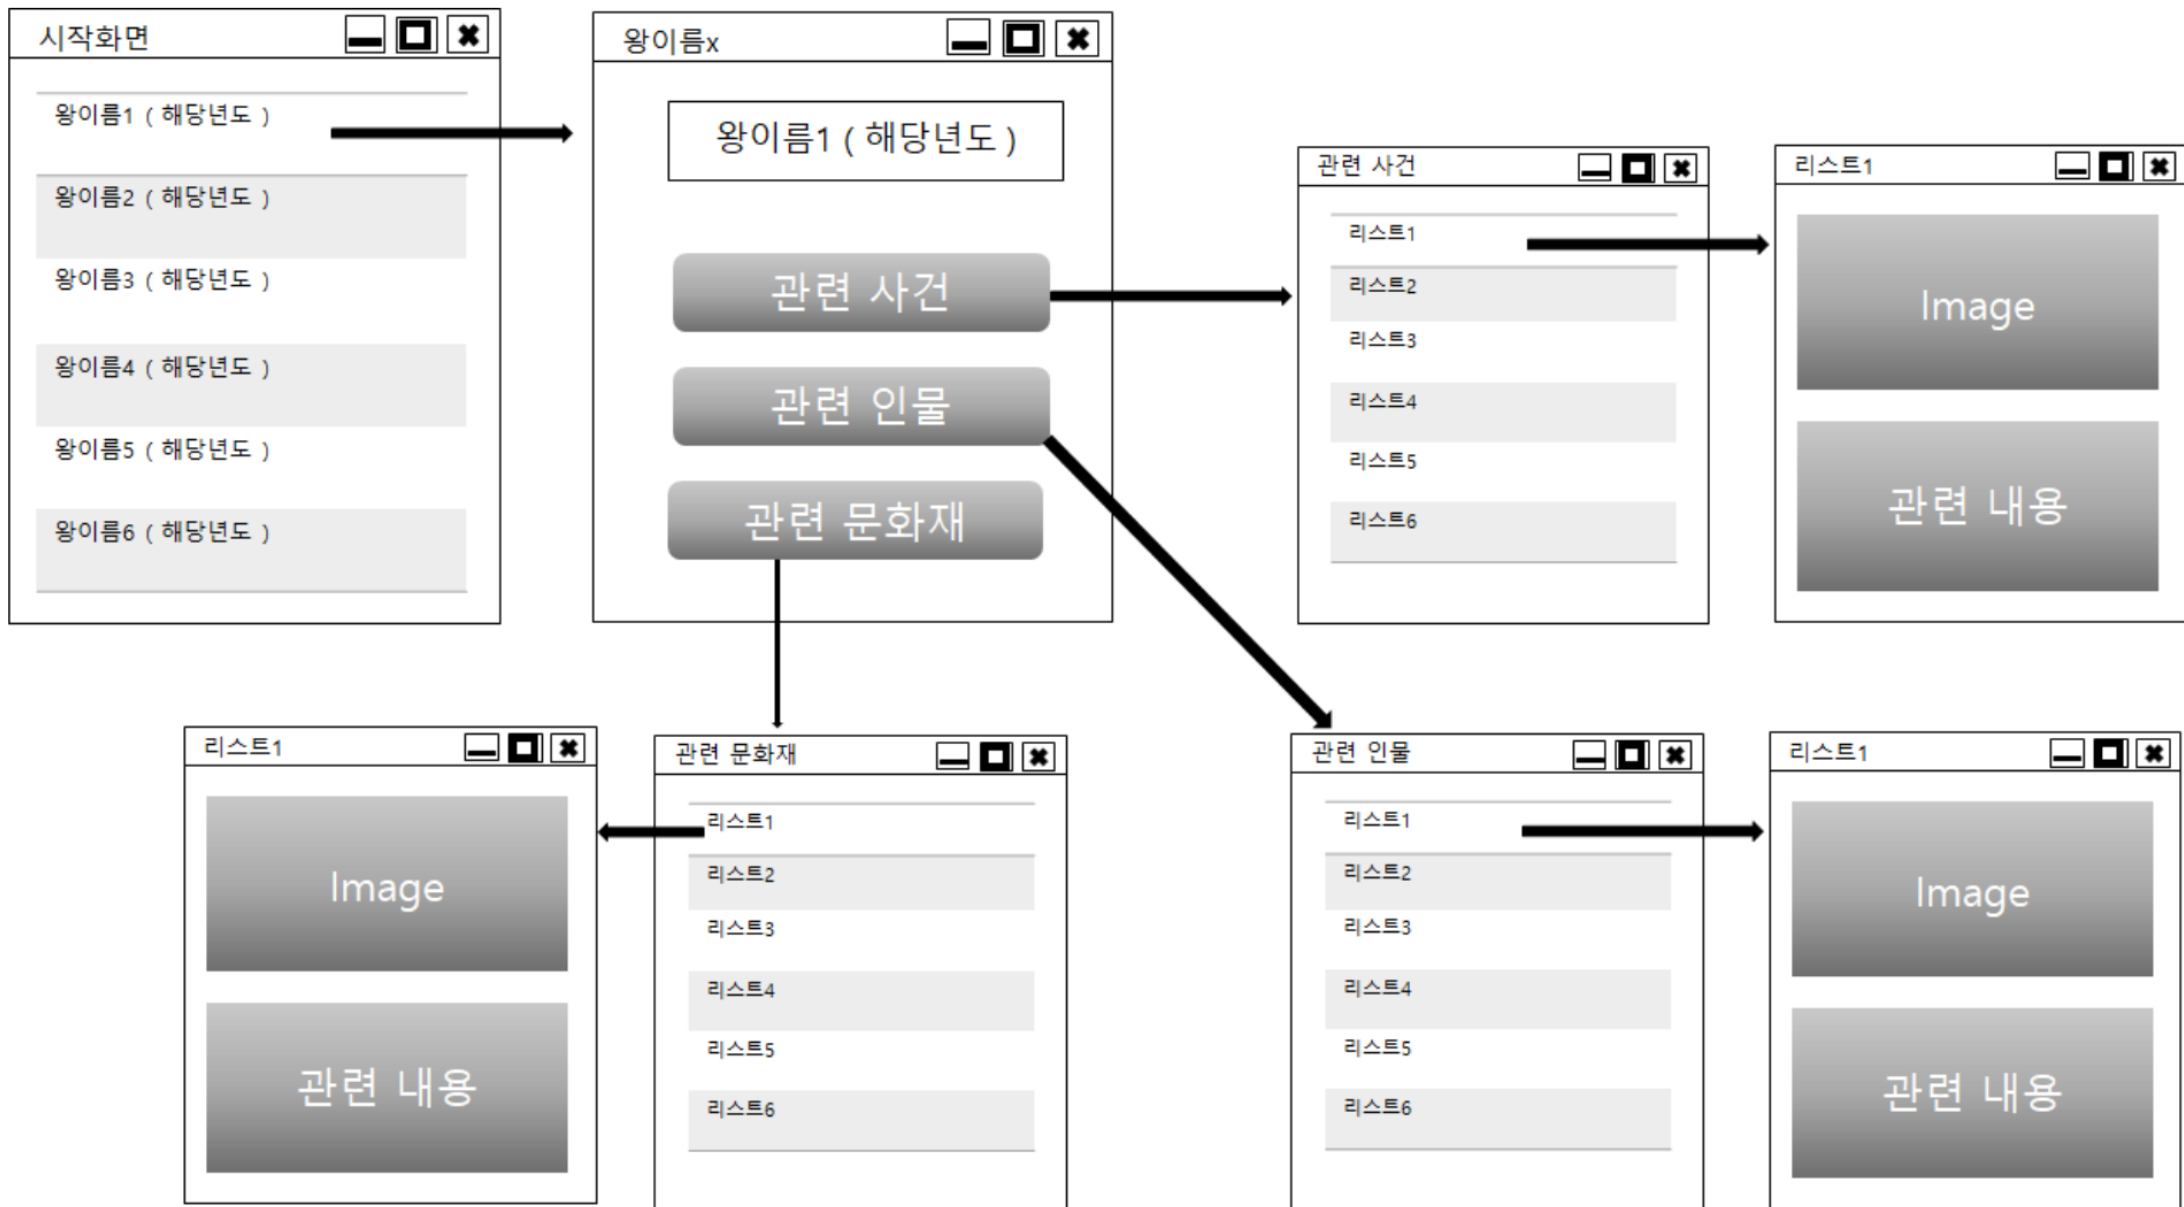 시작화면
왕이름1 ( 해당년도 )
왕이름2 ( 해당년도 )
왕이름3 ( 해당년도 )
왕이름4 ( 해당년도 )
왕이름5 ( 해당년도 )
왕이름6 ( 해당년도 )
왕이름x
왕이름1 ( 해당년도 )
관련 사건
관련 인물
관련 문화재
관련 사건
리스트1
리스트2
리스트3
리스트4
리스트5
리스트6
리스트1
Image
관련 내용
리스트1
Image
관련 내용
관련 문화재
리스트1
리스트2
리스트3
리스트4
리스트5
리스트6
관련 인물
리스트1
리스트2
리스트3
리스트4
리스트5
리스트6
리스트1
Image
관련 내용